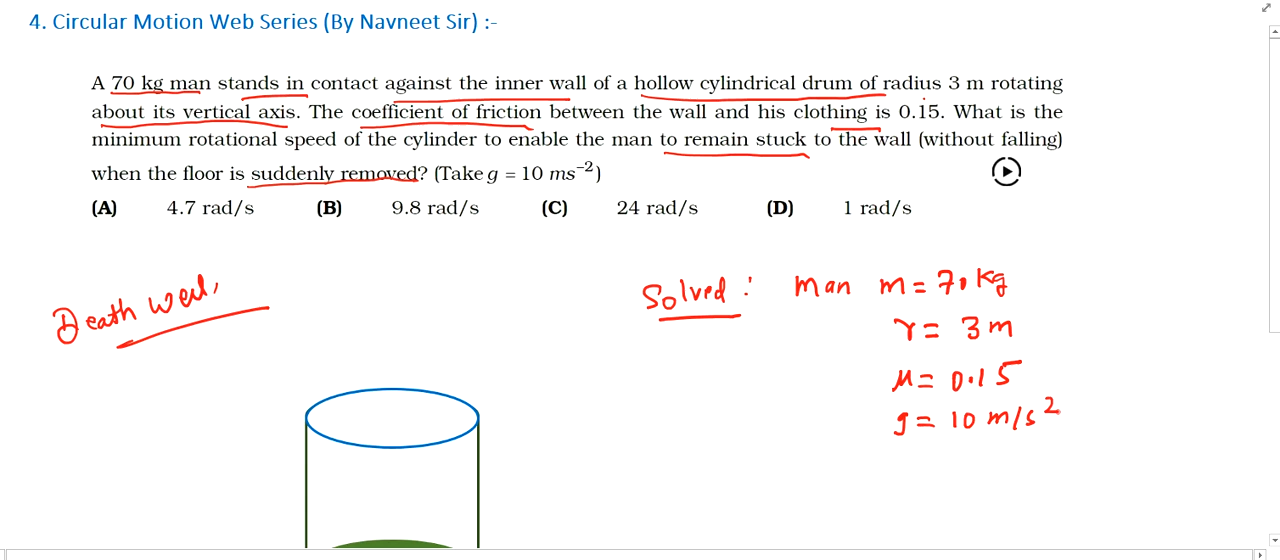 4. Circular Motion Web Series (By Navneet Sir) :-
A 70 kg man stands in contact against the inner wall of a hollow cylindrical drum of radius 3 m rotating
about its vertical axis. The coefficient of friction between the wall and his clothing is 0.15. What is the
minimum rotational speed of the cylinder to enable the man to remain stuck to the wall (without falling)
when the floor is suddenly removed? (Take g = 10 ms⁻²)
(A) 4.7 rad/s (B) 9.8 rad/s (C) 24 rad/s (D) 1 rad/s
Death well,
Solved : man m = 70 kg
r = 3 m
μ = 0.15
g = 10 m/s²